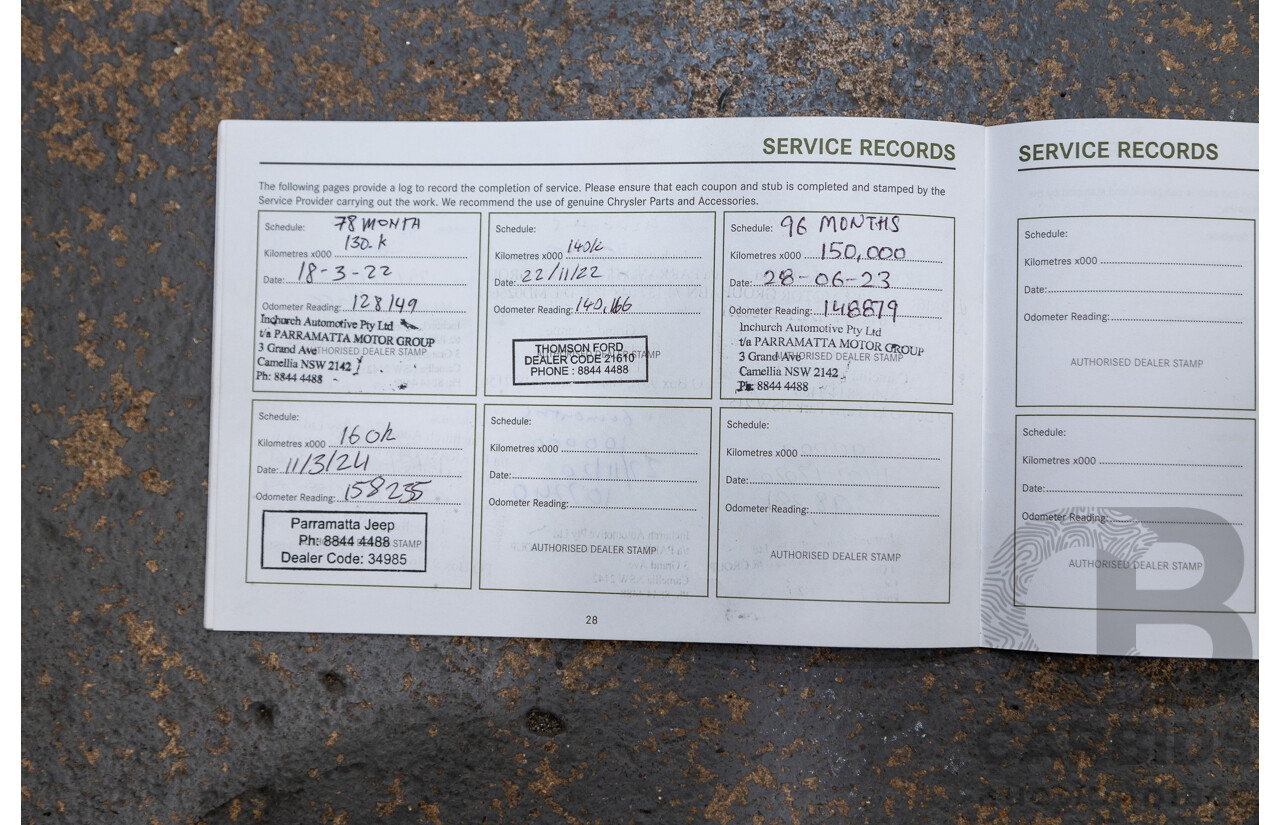 SERVICE RECORDS
The following pages provide a log to record the completion of service. Please ensure that each coupon and stub is completed and stamped by the
Service Provider carrying out the work. We recommend the use of genuine Chrysler Parts and Accessories.
Schedule: 78 MONTH
Kilometres x000 130.k
Date: 18-3-22
Odometer Reading: 128149
Inchurch Automotive Pty Ltd
t/a PARRAMATTA MOTOR GROUP
3 Grand Ave
AUTHORISED DEALER STAMP
Camellia NSW 2142
Ph: 8844 4488
Schedule:
Kilometres x000 140k
Date: 22/11/22
Odometer Reading: 140,166
THOMSON FORD
AUTHORISED DEALER STAMP
DEALER CODE 21610
PHONE : 8844 4488
Schedule: 96 MONTHS
Kilometres x000 150,000
Date: 28-06-23
Odometer Reading: 148879
Inchurch Automotive Pty Ltd
t/a PARRAMATTA MOTOR GROUP
3 Grand Ave
AUTHORISED DEALER STAMP
Camellia NSW 2142
Ph: 8844 4488
Schedule:
Kilometres x000 160k
Date: 11/3/24
Odometer Reading: 158235
Parramatta Jeep
Ph: 8844 4488
AUTHORISED DEALER STAMP
Dealer Code: 34985
Schedule:
Kilometres x000
Date:
Odometer Reading:
AUTHORISED DEALER STAMP
Schedule:
Kilometres x000
Date:
Odometer Reading:
AUTHORISED DEALER STAMP
28
SERVICE RECORDS
Schedule:
Kilometres x000
Date:
Odometer Reading:
AUTHORISED DEALER STAMP
Schedule:
Kilometres x000
Date:
Odometer Reading:
AUTHORISED DEALER STAMP